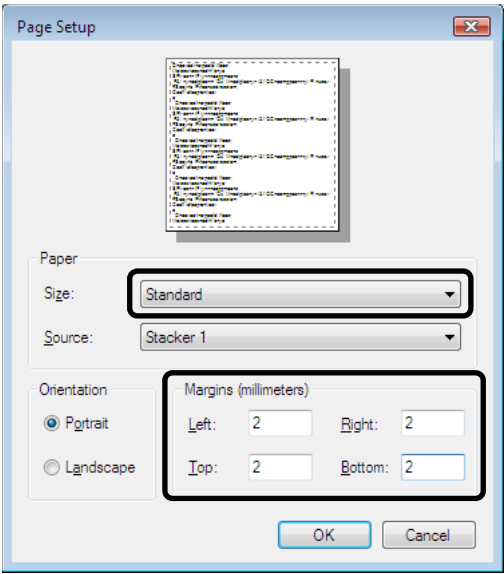 Page Setup
Paper
Size: Standard
Source: Stacker 1
Orientation
Portrait
Landscape
Margins (millimeters)
Left: 2 Right: 2
Top: 2 Bottom: 2
OK Cancel